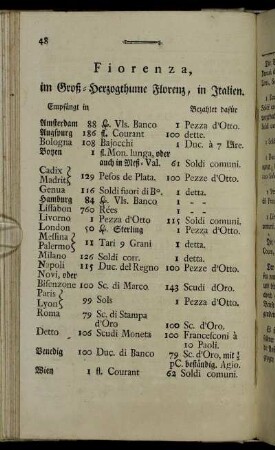 48
Fiorenza,
im Groß-Herzogthume Florenz, in Italien.
Empfängt in Bezahlet dafür
Amsterdam 88 Vls. Banco 1 Pezza d'Otto.
Augspurg 186 fl. Courant 100 dette.
Bologna 108 Bajocchi 1 Duc. à 7 Lire.
Boyen 1 fl. Mon. lunga, oder
auch in Meß-Val. 61 Soldi comuni.
Cadix
Madrit 129 Pesos de Plata. 100 Pezze d'Otto.
Genua 116 Soldi fuori di Bo. 1 detta.
Hamburg 84 Vls. Banco 1 - -
Lissabon 760 Rées 1 - -
Livorno 1 Pezza d'Otto 115 Soldi comuni.
London 50 Sterling 1 Pezza d'Otto.
Messina
Palermo 11 Tari 9 Grani 1 detta.
Milano 126 Soldi corr. 1 detta.
Napoli 115 Duc. del Regno 100 Pezze d'Otto.
Novi, oder
Bisenzone 100 Sc. di Marco 143 Scudi d'Oro.
Paris
Lyon 99 Sols 1 Pezza d'Otto.
Roma 79 Sc. di Stampa
d'Oro 100 Sc. d'Oro.
Detto 106 Scudi Moneta 100 Francesconi à
10 Paoli.
Venedig 100 Duc. di Banco 79 Sc. d'Oro, mit
pC. beständig. Agio.
Wien 1 fl. Courant 62 Soldi comuni.